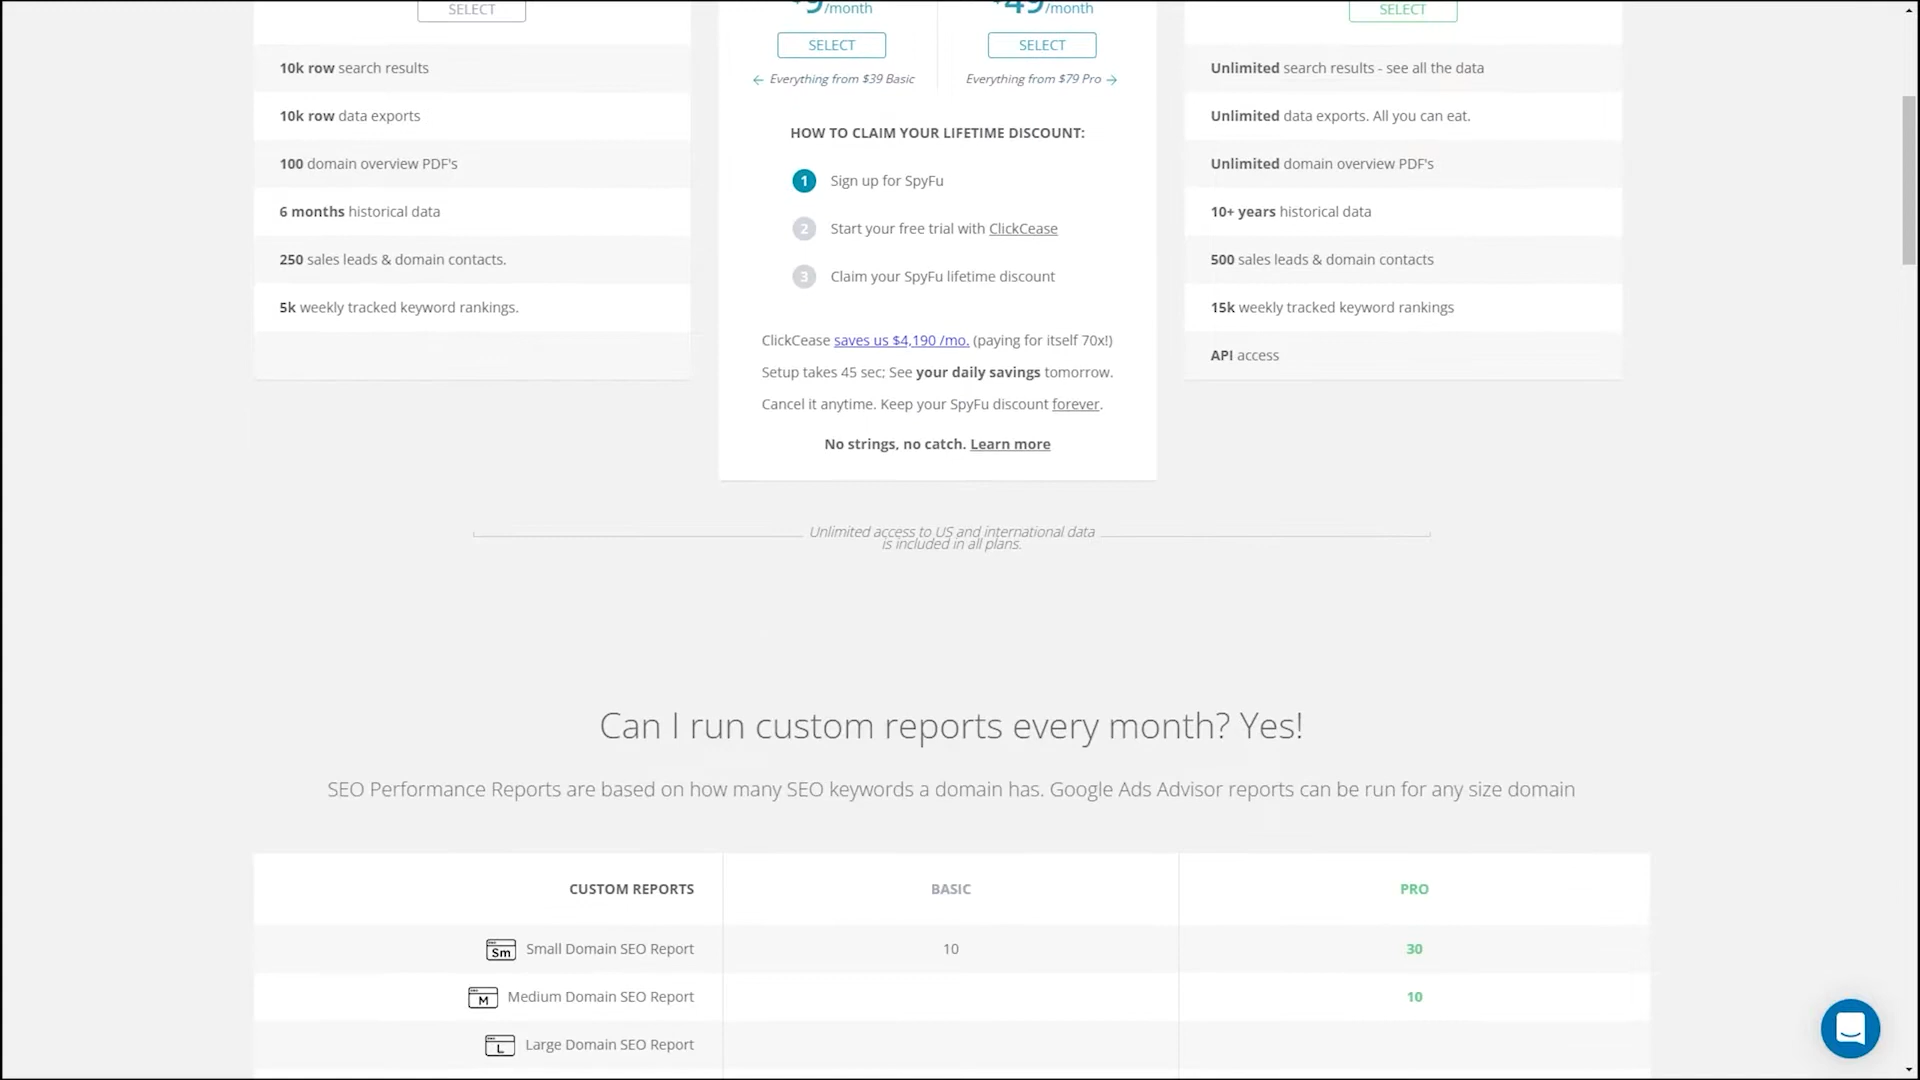 SELECT
10k row search results
10k row data exports
100 domain overview PDF's
6 months historical data
250 sales leads & domain contacts.
5k weekly tracked keyword rankings.
$9/month
SELECT
← Everything from $39 Basic
$49/month
SELECT
Everything from $79 Pro →
HOW TO CLAIM YOUR LIFETIME DISCOUNT:
1 Sign up for SpyFu
2 Start your free trial with ClickCease
3 Claim your SpyFu lifetime discount
ClickCease saves us $4,190 /mo. (paying for itself 70x!)
Setup takes 45 sec; See your daily savings tomorrow.
Cancel it anytime. Keep your SpyFu discount forever.
No strings, no catch. Learn more
SELECT
Unlimited search results - see all the data
Unlimited data exports. All you can eat.
Unlimited domain overview PDF's
10+ years historical data
500 sales leads & domain contacts
15k weekly tracked keyword rankings
API access
Unlimited access to US and international data
is included in all plans.
Can I run custom reports every month? Yes!
SEO Performance Reports are based on how many SEO keywords a domain has. Google Ads Advisor reports can be run for any size domain
CUSTOM REPORTS BASIC PRO
Sm Small Domain SEO Report 10 30
M Medium Domain SEO Report 10
L Large Domain SEO Report